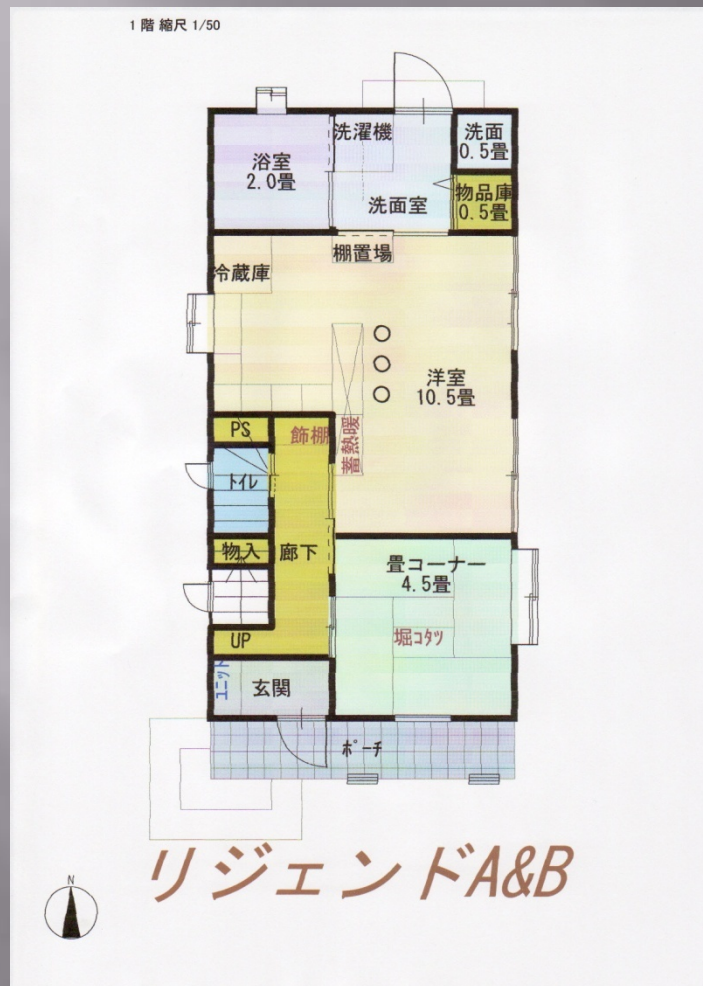 1 階 縮尺 1/50
洗濯機
洗面
0.5畳
浴室
2.0畳
洗面室
物品庫
0.5畳
棚置場
冷蔵庫
洋室
10.5畳
PS
飾棚
蓄熱暖
トイレ
物入
廊下
畳コーナー
4.5畳
堀コタツ
UP
ユニット
玄関
ポーチ
リジェンドA&B
N